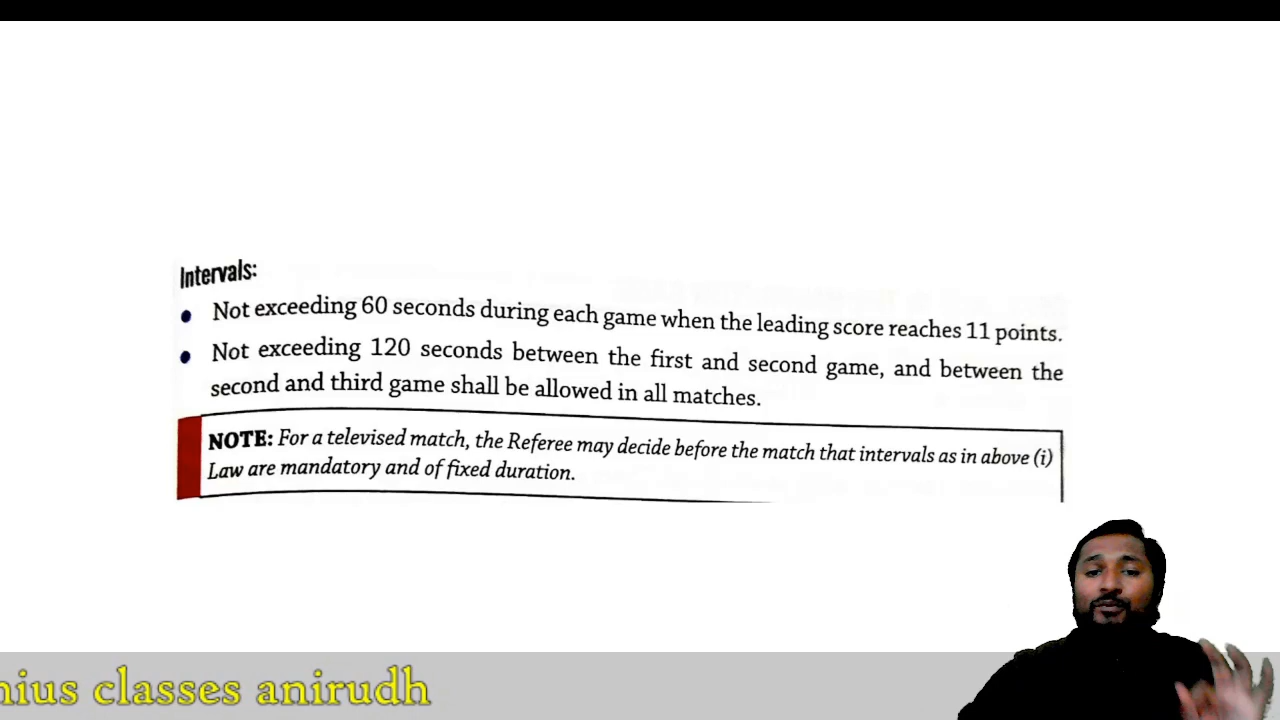 Intervals:
• Not exceeding 60 seconds during each game when the leading score reaches 11 points.
• Not exceeding 120 seconds between the first and second game, and between the
second and third game shall be allowed in all matches.
NOTE: For a televised match, the Referee may decide before the match that intervals as in above (i)
Law are mandatory and of fixed duration.
nius classes anirudh